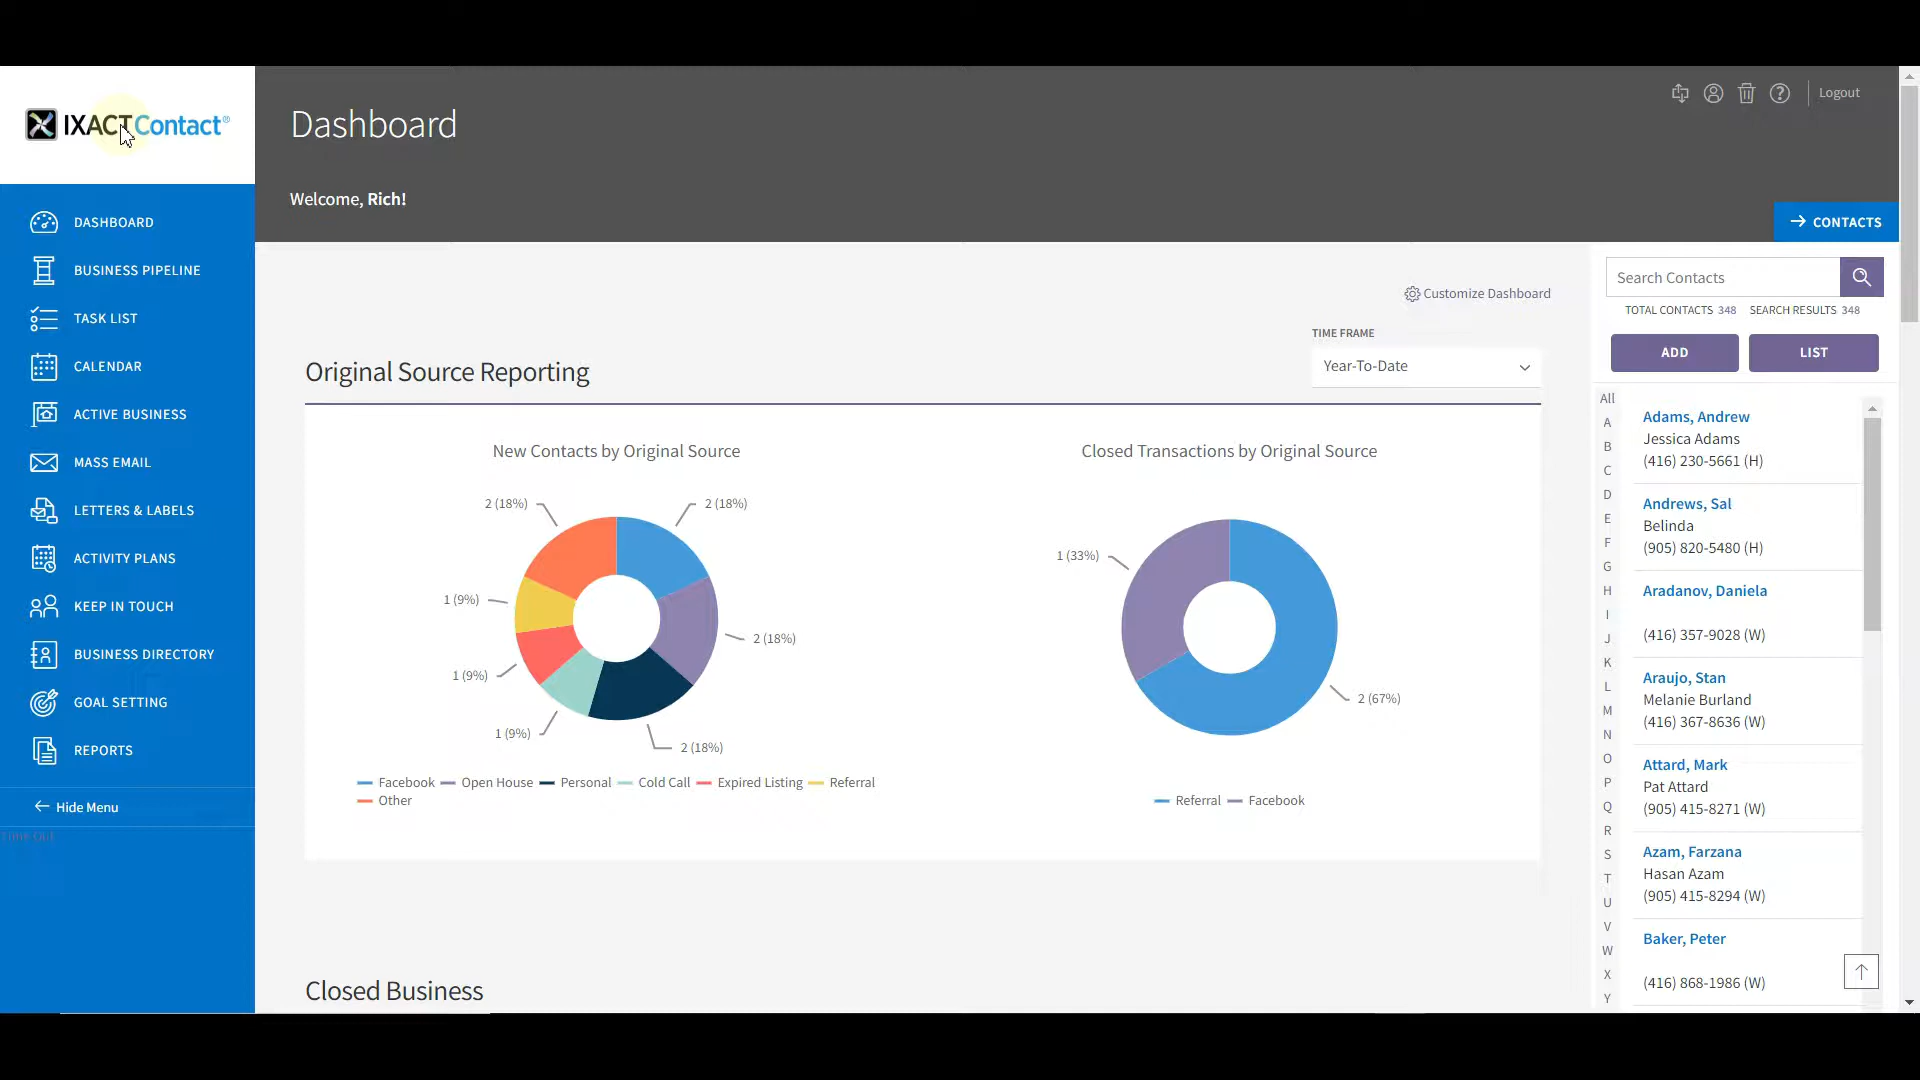 IXACTContact®
Dashboard
Logout
Welcome, Rich!
CONTACTS
DASHBOARD
BUSINESS PIPELINE
TASK LIST
CALENDAR
ACTIVE BUSINESS
MASS EMAIL
LETTERS & LABELS
ACTIVITY PLANS
KEEP IN TOUCH
BUSINESS DIRECTORY
GOAL SETTING
REPORTS
Hide Menu
Time Out
Customize Dashboard
TIME FRAME
Year-To-Date
Original Source Reporting
New Contacts by Original Source
2 (18%)
2 (18%)
1 (9%)
2 (18%)
1 (9%)
1 (9%)
2 (18%)
Facebook Open House Personal Cold Call Expired Listing Referral
Other
Closed Transactions by Original Source
1 (33%)
2 (67%)
Referral Facebook
Closed Business
Search Contacts
TOTAL CONTACTS 348 SEARCH RESULTS 348
ADD LIST
All
A
B
C
D
E
F
G
H
I
J
K
L
M
N
O
P
Q
R
S
T
U
V
W
X
Y
Adams, Andrew
Jessica Adams
(416) 230-5661 (H)
Andrews, Sal
Belinda
(905) 820-5480 (H)
Aradanov, Daniela
(416) 357-9028 (W)
Araujo, Stan
Melanie Burland
(416) 367-8636 (W)
Attard, Mark
Pat Attard
(905) 415-8271 (W)
Azam, Farzana
Hasan Azam
(905) 415-8294 (W)
Baker, Peter
(416) 868-1986 (W)